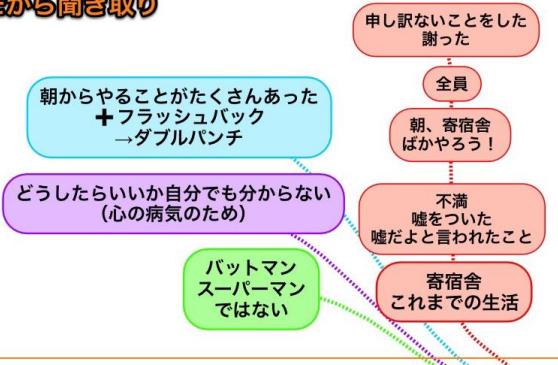 から聞き取り
申し訳ないことをした
謝った
全員
朝、寄宿舎
ばかやろう!
不満
嘘をついた
嘘だよと言われたこと
寄宿舎
これまでの生活
朝からやることがたくさんあった
+フラッシュバック
→ダブルパンチ
どうしたらいいか自分でも分からない
(心の病気のため)
バットマン
スーパーマン
ではない